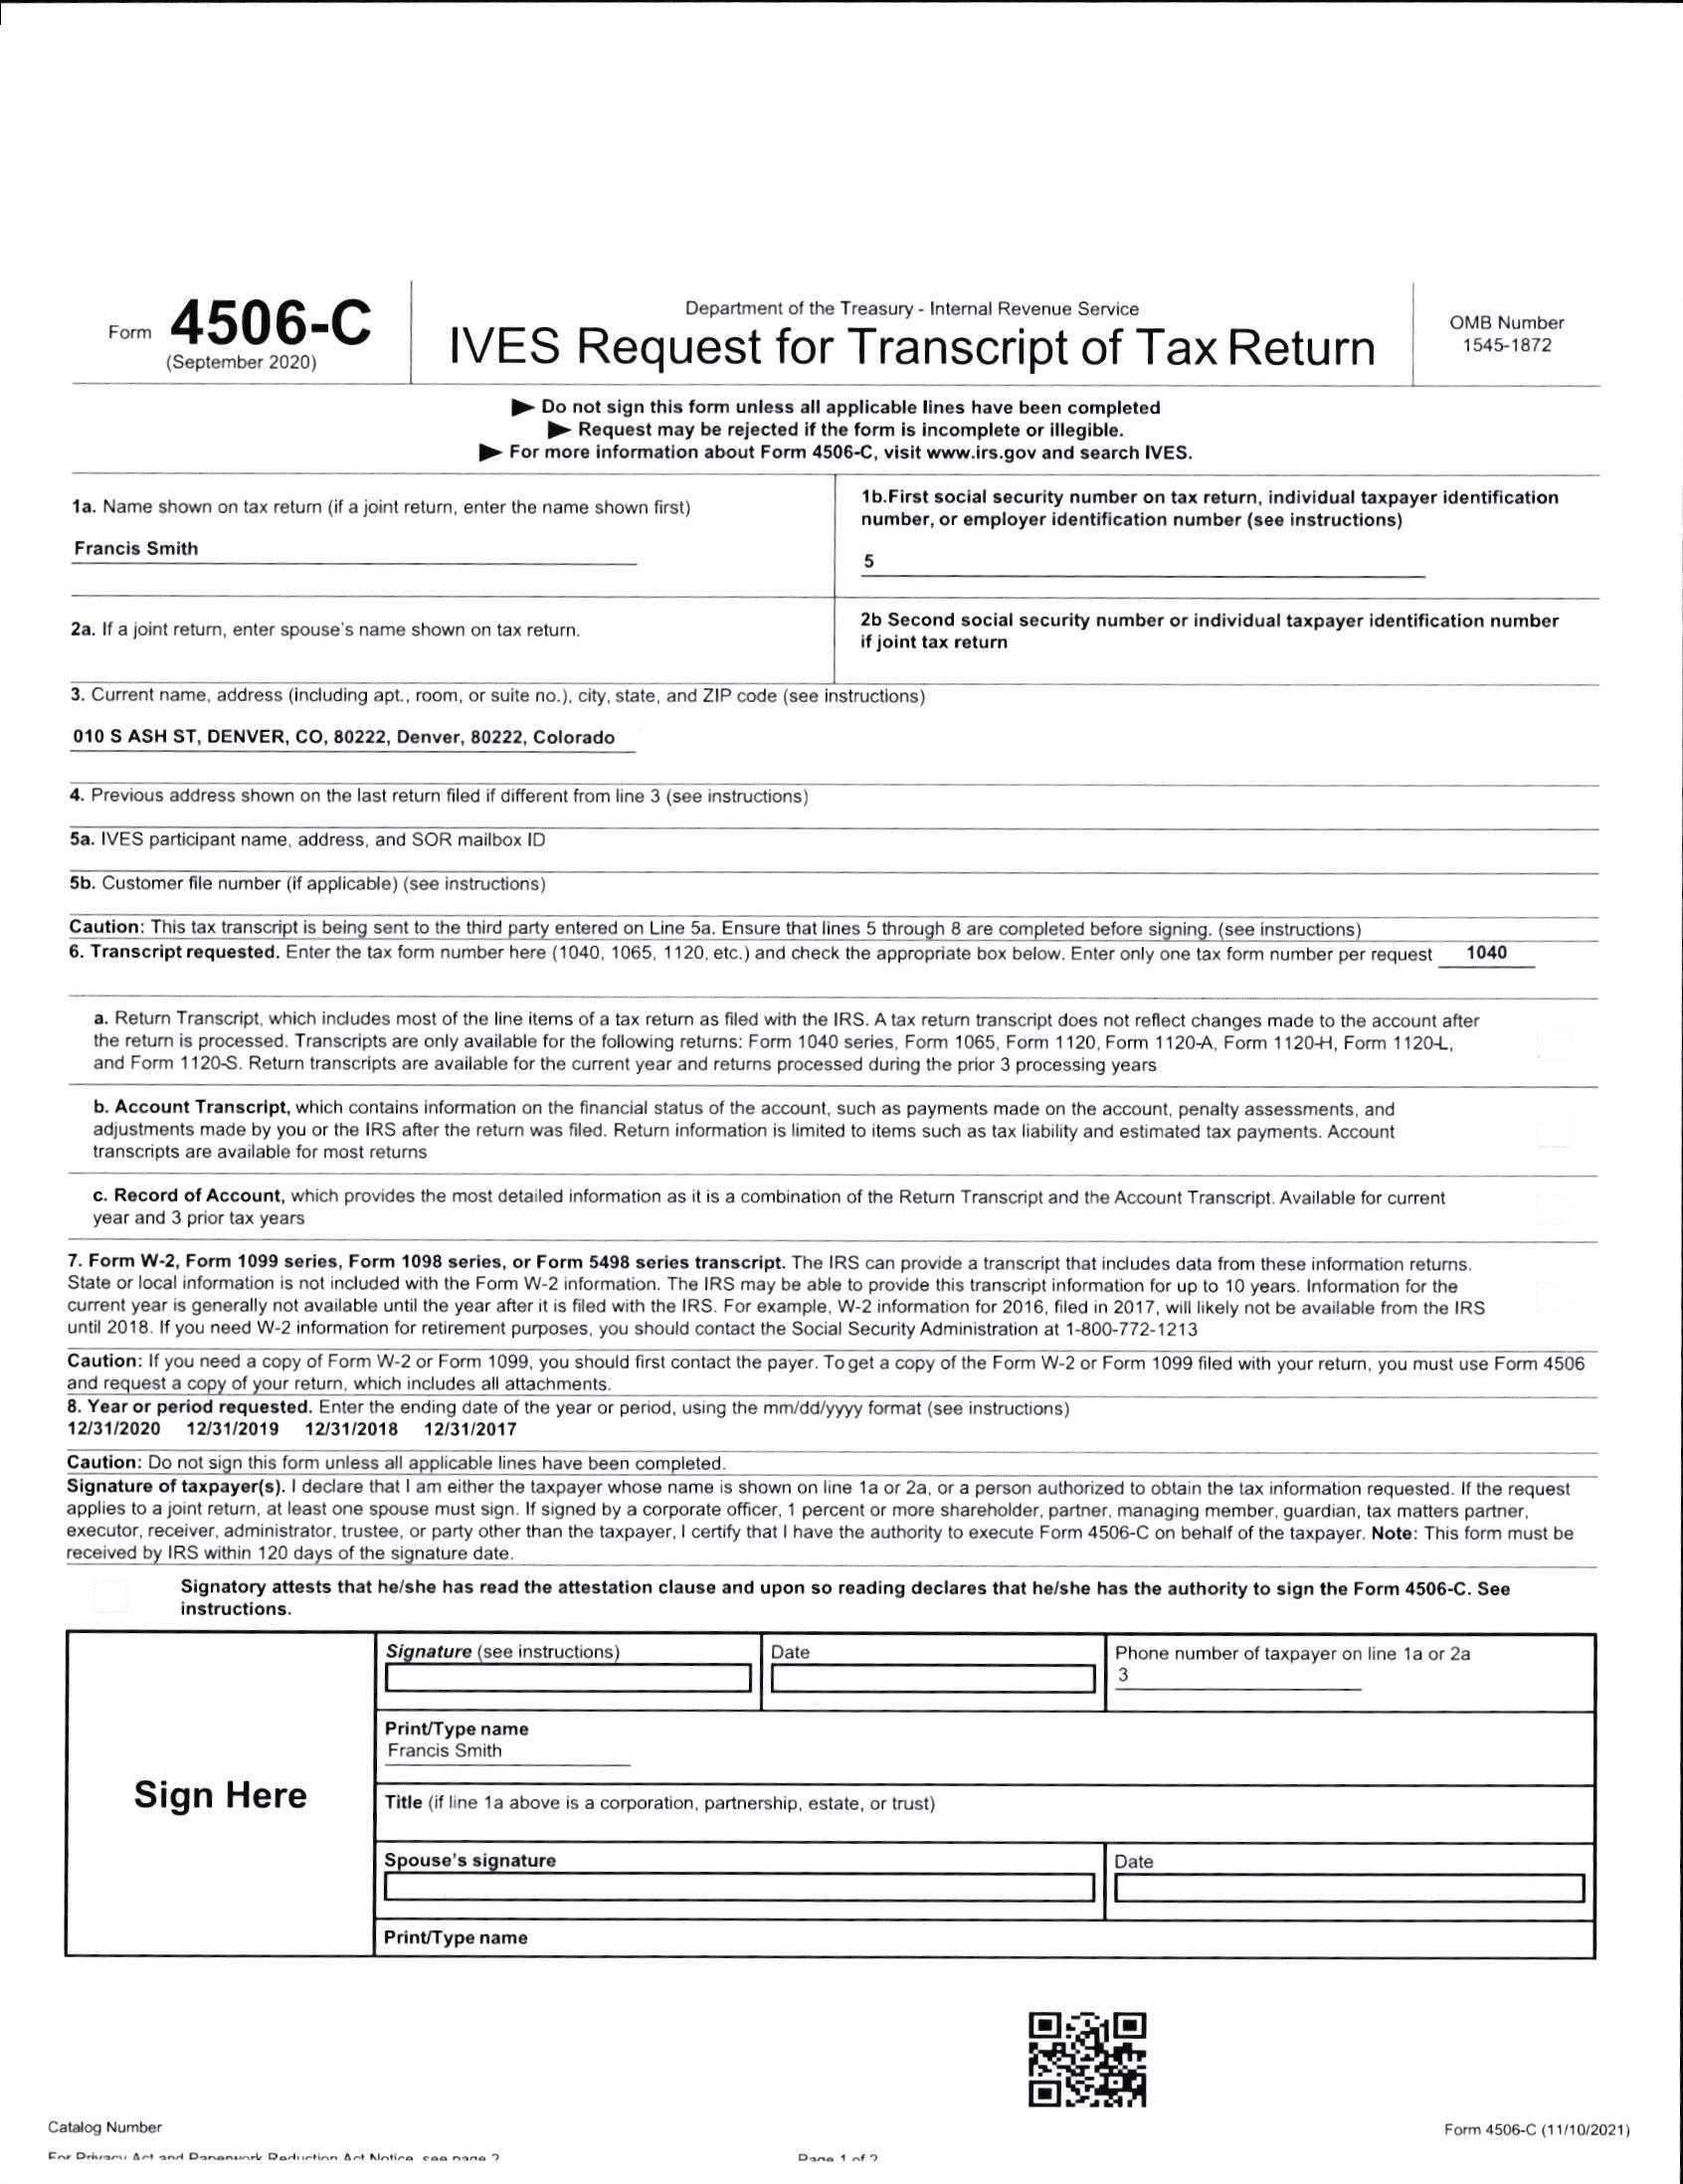 Form 4506-C
(September 2020)
Department of the Treasury - Internal Revenue Service
IVES Request for Transcript of Tax Return
OMB Number
1545-1872
► Do not sign this form unless all applicable lines have been completed
► Request may be rejected if the form is incomplete or illegible.
► For more information about Form 4506-C, visit www.irs.gov and search IVES.
1a. Name shown on tax return (if a joint return, enter the name shown first)
Francis Smith
1b.First social security number on tax return, individual taxpayer identification
number, or employer identification number (see instructions)
5
2a. If a joint return, enter spouse's name shown on tax return.
2b Second social security number or individual taxpayer identification number
if joint tax return
3. Current name, address (including apt., room, or suite no.), city, state, and ZIP code (see instructions)
010 S ASH ST, DENVER, CO, 80222, Denver, 80222, Colorado
4. Previous address shown on the last return filed if different from line 3 (see instructions)
5a. IVES participant name, address, and SOR mailbox ID
5b. Customer file number (if applicable) (see instructions)
Caution: This tax transcript is being sent to the third party entered on Line 5a. Ensure that lines 5 through 8 are completed before signing. (see instructions)
6. Transcript requested. Enter the tax form number here (1040, 1065, 1120, etc.) and check the appropriate box below. Enter only one tax form number per request 1040
a. Return Transcript, which includes most of the line items of a tax return as filed with the IRS. A tax return transcript does not reflect changes made to the account after
the return is processed. Transcripts are only available for the following returns: Form 1040 series, Form 1065, Form 1120, Form 1120-A, Form 1120-H, Form 1120-L,
and Form 1120-S. Return transcripts are available for the current year and returns processed during the prior 3 processing years
b. Account Transcript, which contains information on the financial status of the account, such as payments made on the account, penalty assessments, and
adjustments made by you or the IRS after the return was filed. Return information is limited to items such as tax liability and estimated tax payments. Account
transcripts are available for most returns
c. Record of Account, which provides the most detailed information as it is a combination of the Return Transcript and the Account Transcript. Available for current
year and 3 prior tax years
7. Form W-2, Form 1099 series, Form 1098 series, or Form 5498 series transcript. The IRS can provide a transcript that includes data from these information returns.
State or local information is not included with the Form W-2 information. The IRS may be able to provide this transcript information for up to 10 years. Information for the
current year is generally not available until the year after it is filed with the IRS. For example, W-2 information for 2016, filed in 2017, will likely not be available from the IRS
until 2018. If you need W-2 information for retirement purposes, you should contact the Social Security Administration at 1-800-772-1213
Caution: If you need a copy of Form W-2 or Form 1099, you should first contact the payer. To get a copy of the Form W-2 or Form 1099 filed with your return, you must use Form 4506
and request a copy of your return, which includes all attachments.
8. Year or period requested. Enter the ending date of the year or period, using the mm/dd/yyyy format (see instructions)
12/31/2020 12/31/2019 12/31/2018 12/31/2017
Caution: Do not sign this form unless all applicable lines have been completed.
Signature of taxpayer(s). I declare that I am either the taxpayer whose name is shown on line 1a or 2a, or a person authorized to obtain the tax information requested. If the request
applies to a joint return, at least one spouse must sign. If signed by a corporate officer, 1 percent or more shareholder, partner, managing member, guardian, tax matters partner,
executor, receiver, administrator, trustee, or party other than the taxpayer, I certify that I have the authority to execute Form 4506-C on behalf of the taxpayer. Note: This form must be
received by IRS within 120 days of the signature date.
Signatory attests that he/she has read the attestation clause and upon so reading declares that he/she has the authority to sign the Form 4506-C. See
instructions.
Sign Here
Signature (see instructions)
Date
Phone number of taxpayer on line 1a or 2a
3
Print/Type name
Francis Smith
Title (if line 1a above is a corporation, partnership, estate, or trust)
Spouse's signature
Date
Print/Type name
Catalog Number
Form 4506-C (11/10/2021)
For Privacy Act and Paperwork Reduction Act Notice, see page 2
Page 1 of 2